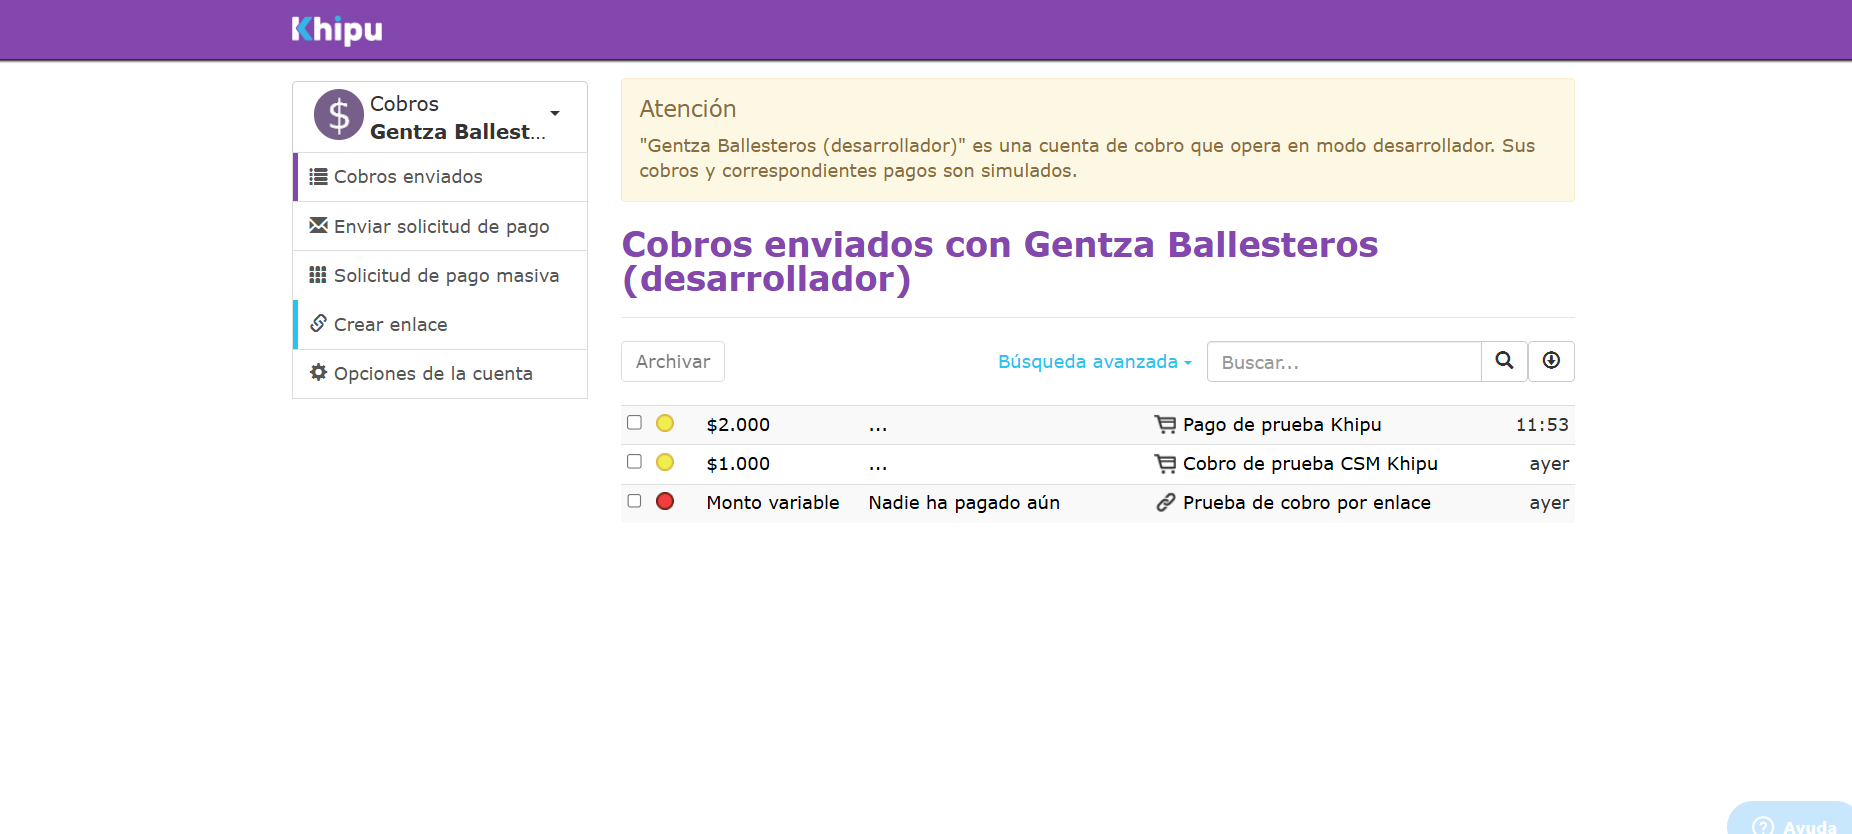 Khipu
Cobros
Gentza Ballest...
Cobros enviados
Enviar solicitud de pago
Solicitud de pago masiva
Crear enlace
Opciones de la cuenta
Atención
"Gentza Ballesteros (desarrollador)" es una cuenta de cobro que opera en modo desarrollador. Sus
cobros y correspondientes pagos son simulados.
Cobros enviados con Gentza Ballesteros
(desarrollador)
Archivar
Búsqueda avanzada
Buscar...
$2.000 ... Pago de prueba Khipu 11:53
$1.000 ... Cobro de prueba CSM Khipu ayer
Monto variable Nadie ha pagado aún Prueba de cobro por enlace ayer
Ayuda